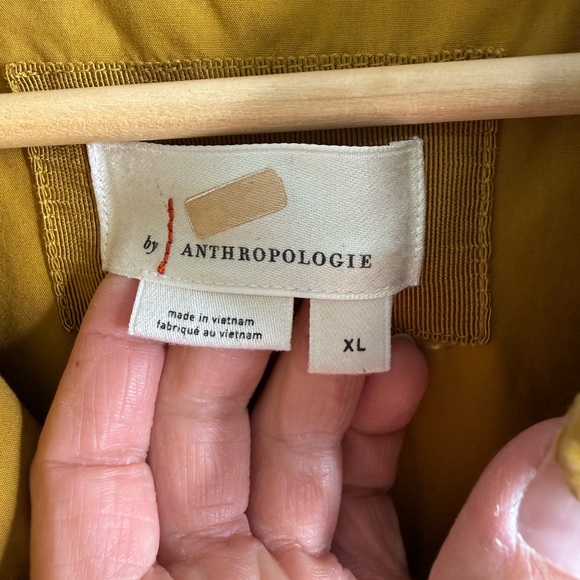 by ANTHROPOLOGIE
made in vietnam
fabriqué au vietnam
XL